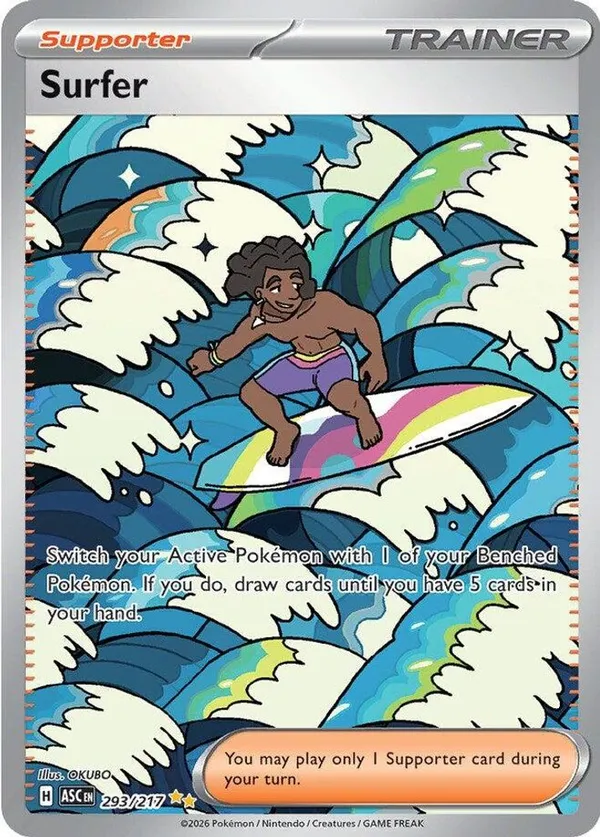 Supporter
TRAINER
Surfer
Switch your Active Pokémon with 1 of your Benched
Pokémon. If you do, draw cards until you have 5 cards in
your hand.
Illus. OKUBO
You may play only 1 Supporter card during
your turn.
H ASC EN 293/217
©2026 Pokémon / Nintendo / Creatures / GAME FREAK